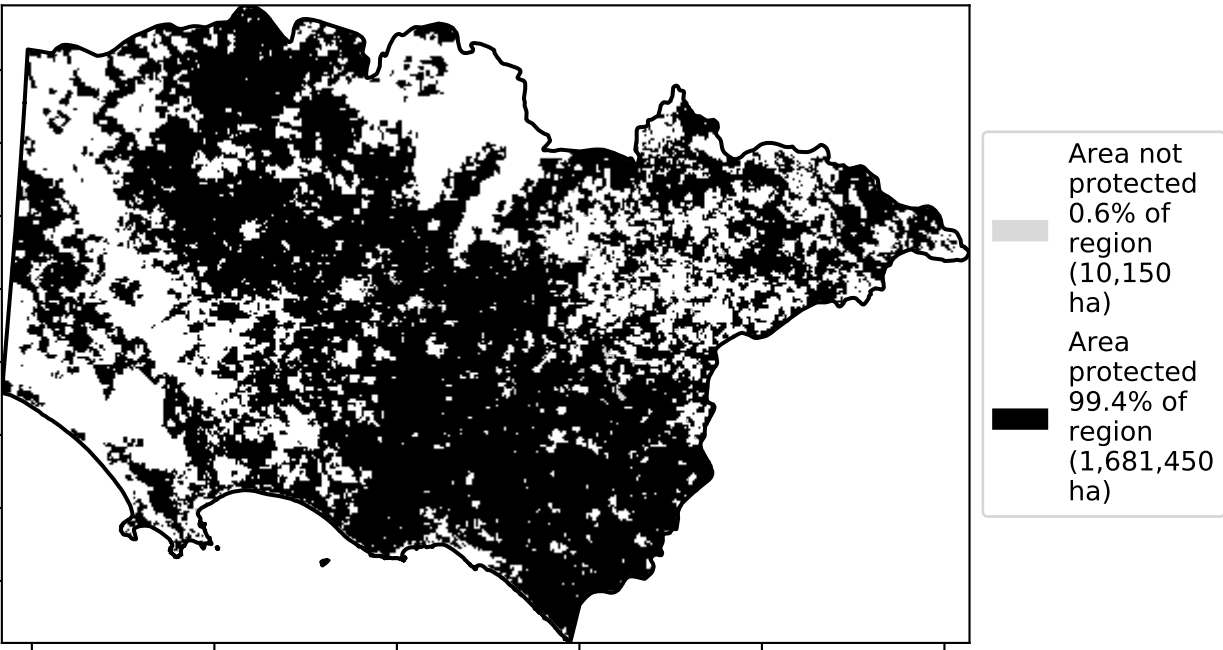 Area not
protected
0.6% of
region
(10,150
ha)
Area
protected
99.4% of
region
(1,681,450
ha)